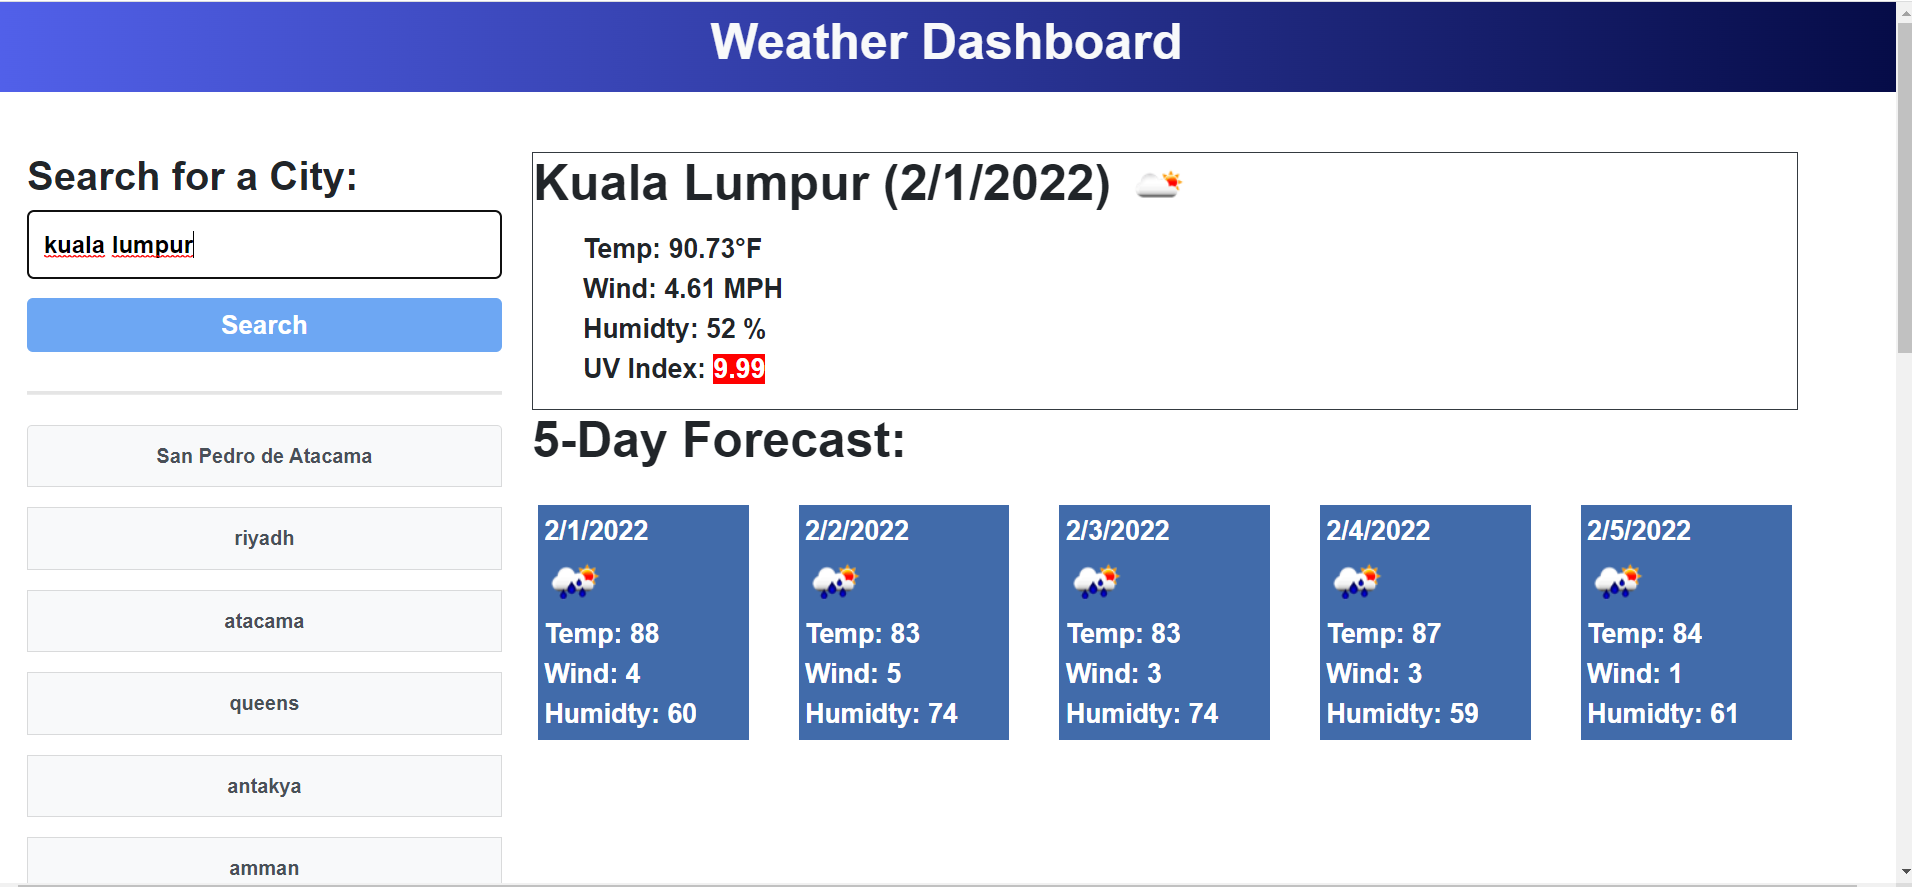 Weather Dashboard
Search for a City:
kuala lumpur
Search
San Pedro de Atacama
riyadh
atacama
queens
antakya
amman
Kuala Lumpur (2/1/2022)
Temp: 90.73°F
Wind: 4.61 MPH
Humidty: 52 %
UV Index: 9.99
5-Day Forecast:
2/1/2022
Temp: 88
Wind: 4
Humidty: 60
2/2/2022
Temp: 83
Wind: 5
Humidty: 74
2/3/2022
Temp: 83
Wind: 3
Humidty: 74
2/4/2022
Temp: 87
Wind: 3
Humidty: 59
2/5/2022
Temp: 84
Wind: 1
Humidty: 61